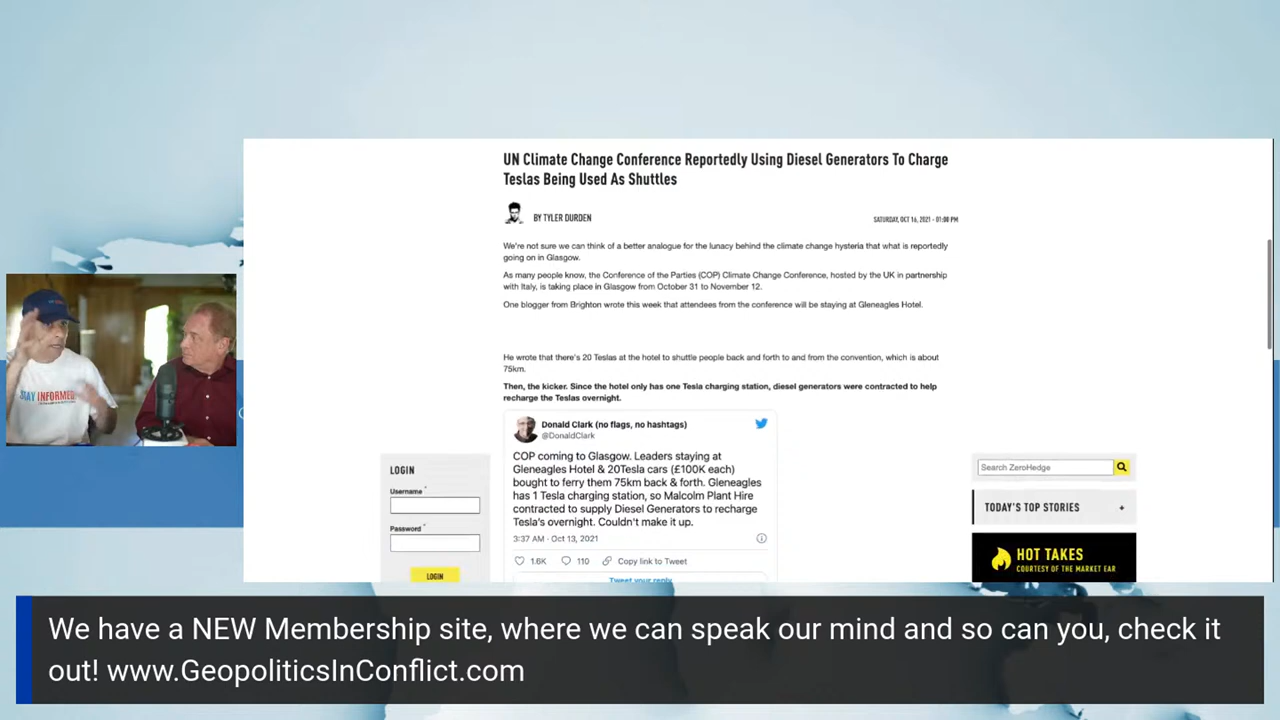 UN Climate Change Conference Reportedly Using Diesel Generators To Charge
Teslas Being Used As Shuttles
BY TYLER DURDEN
SATURDAY, OCT 16, 2021 - 01:00 PM
We're not sure we can think of a better analogue for the lunacy behind the climate change hysteria that what is reportedly
going on in Glasgow.
As many people know, the Conference of the Parties (COP) Climate Change Conference, hosted by the UK in partnership
with Italy, is taking place in Glasgow from October 31 to November 12.
One blogger from Brighton wrote this week that attendees from the conference will be staying at Gleneagles Hotel.
He wrote that there's 20 Teslas at the hotel to shuttle people back and forth to and from the convention, which is about
75km.
Then, the kicker. Since the hotel only has one Tesla charging station, diesel generators were contracted to help
recharge the Teslas overnight.
Donald Clark (no flags, no hashtags)
@DonaldClark
COP coming to Glasgow. Leaders staying at
Gleneagles Hotel & 20Tesla cars (£100K each)
bought to ferry them 75km back & forth. Gleneagles
has 1 Tesla charging station, so Malcolm Plant Hire
contracted to supply Diesel Generators to recharge
Tesla's overnight. Couldn't make it up.
3:37 AM · Oct 13, 2021
1.6K 110 Copy link to Tweet
Tweet your reply
LOGIN
Username *
Password *
LOGIN
Search ZeroHedge
TODAY'S TOP STORIES +
HOT TAKES
COURTESY OF THE MARKET EAR
INFORMED
We have a NEW Membership site, where we can speak our mind and so can you, check it
out! www.GeopoliticsInConflict.com